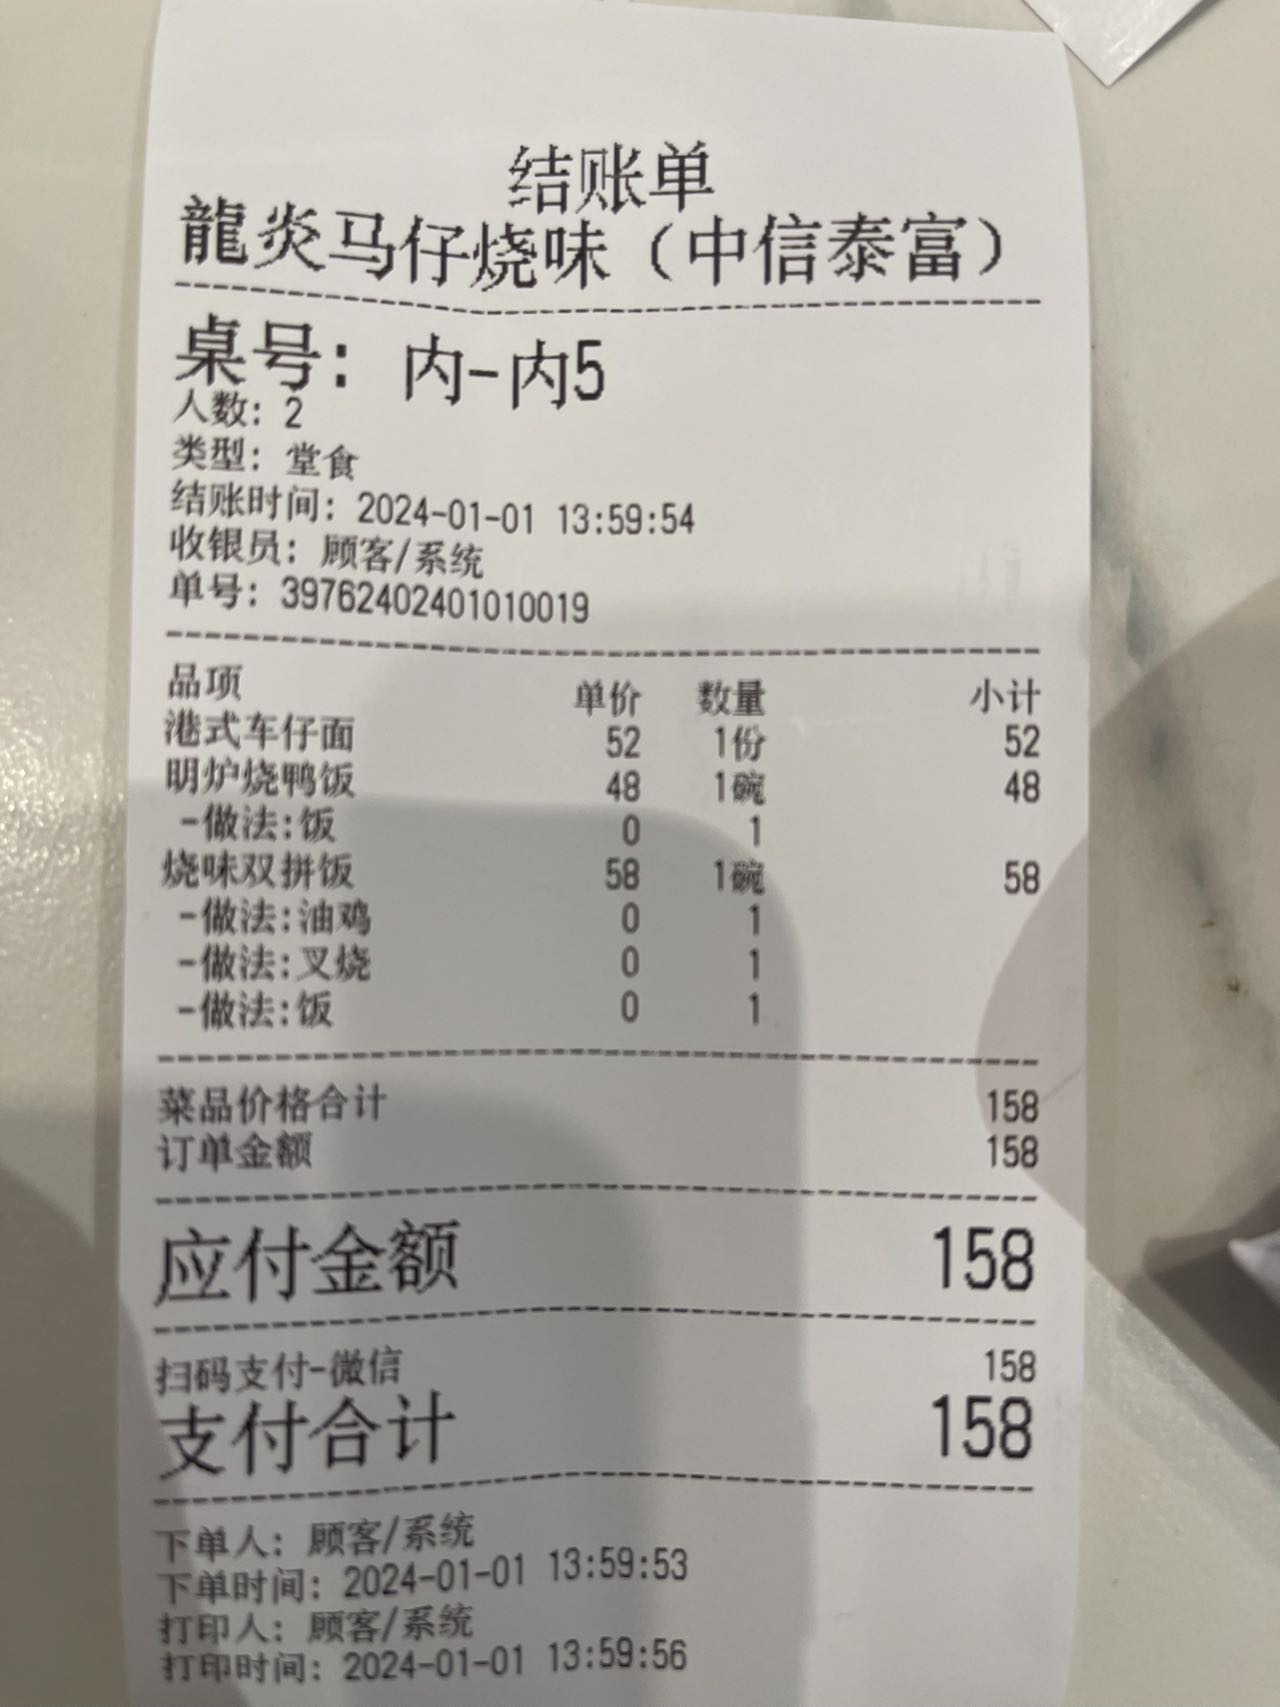 结账单
龍炎马仔烧味（中信泰富）
桌号: 内-内5
人数: 2
类型: 堂食
结账时间: 2024-01-01 13:59:54
收银员: 顾客/系统
单号: 39762402401010019
品项 单价 数量 小计
港式车仔面 52 1份 52
明炉烧鸭饭 48 1碗 48
-做法:饭 0 1
烧味双拼饭 58 1碗 58
-做法:油鸡 0 1
-做法:叉烧 0 1
-做法:饭 0 1
菜品价格合计 158
订单金额 158
应付金额 158
扫码支付-微信 158
支付合计 158
下单人: 顾客/系统
下单时间: 2024-01-01 13:59:53
打印人: 顾客/系统
打印时间: 2024-01-01 13:59:56